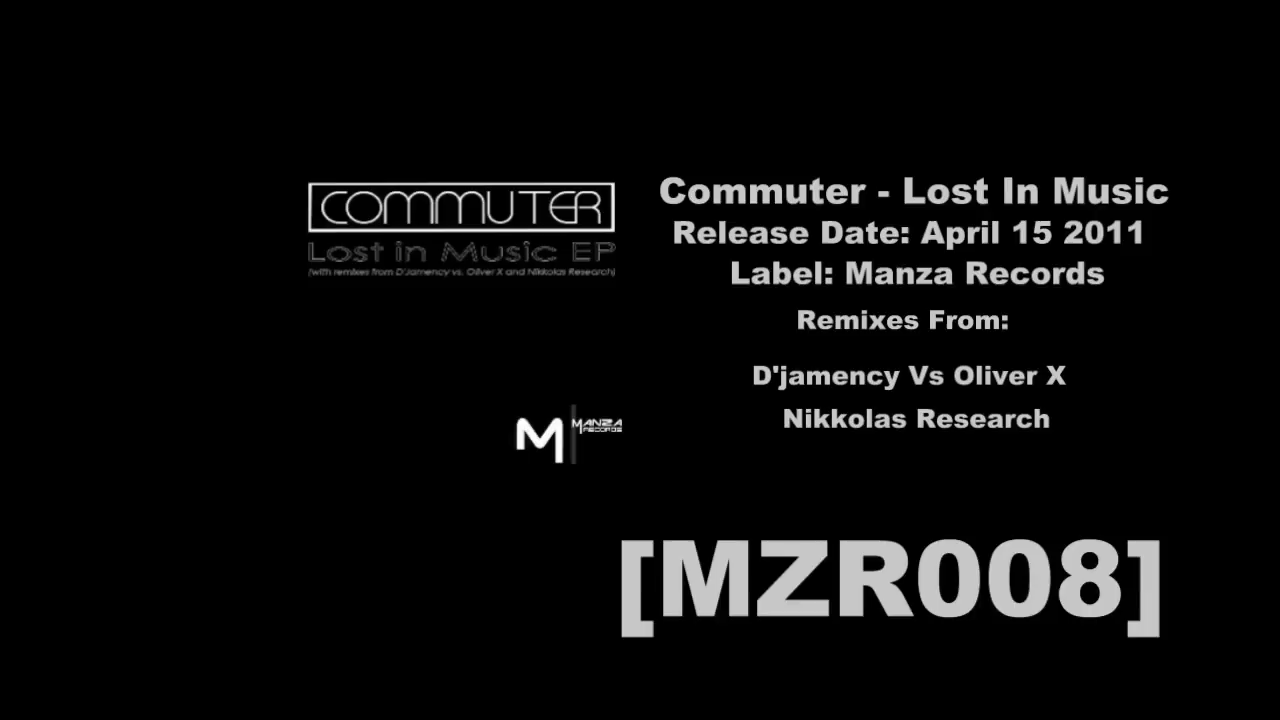 COMMUTER
Lost in Music EP
(with remixes from D'Jamency vs. Oliver X and Nikkolas Research)
Commuter - Lost In Music
Release Date: April 15 2011
Label: Manza Records
Remixes From:
D'jamency Vs Oliver X
Nikkolas Research
M MANZA
RECORDS
[MZR008]